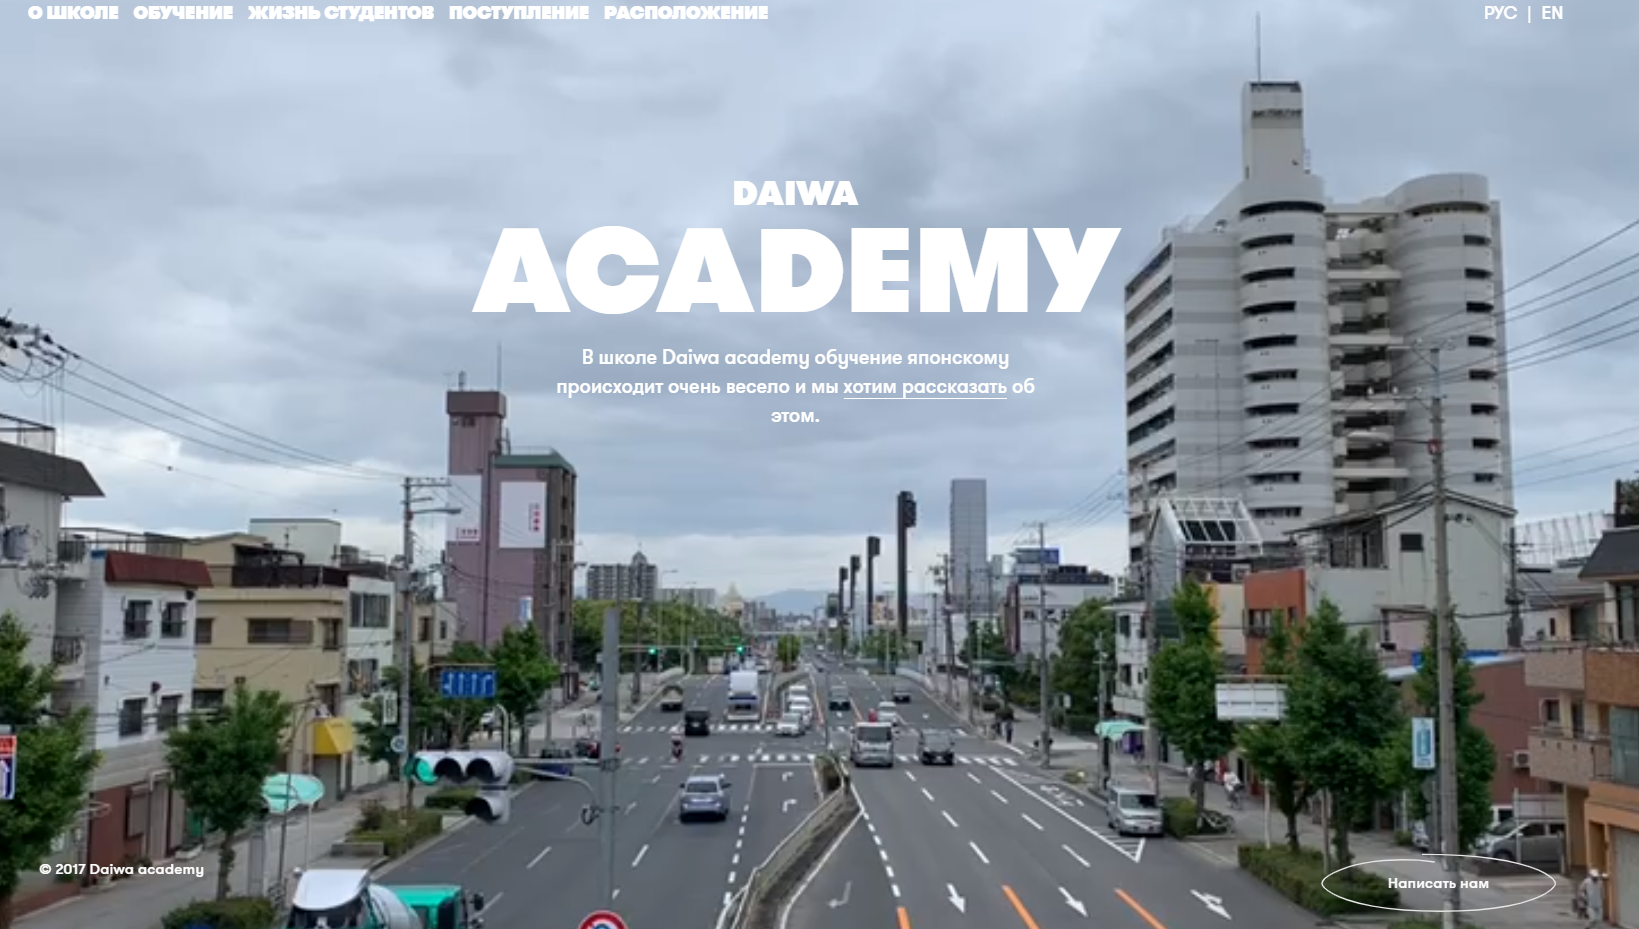 О ШКОЛЕ ОБУЧЕНИЕ ЖИЗНЬ СТУДЕНТОВ ПОСТУПЛЕНИЕ РАСПОЛОЖЕНИЕ РУС | EN
DAIWA
ACADEMY
В школе Daiwa academy обучение японскому
происходит очень весело и мы хотим рассказать об
этом.
© 2017 Daiwa academy
Написать нам